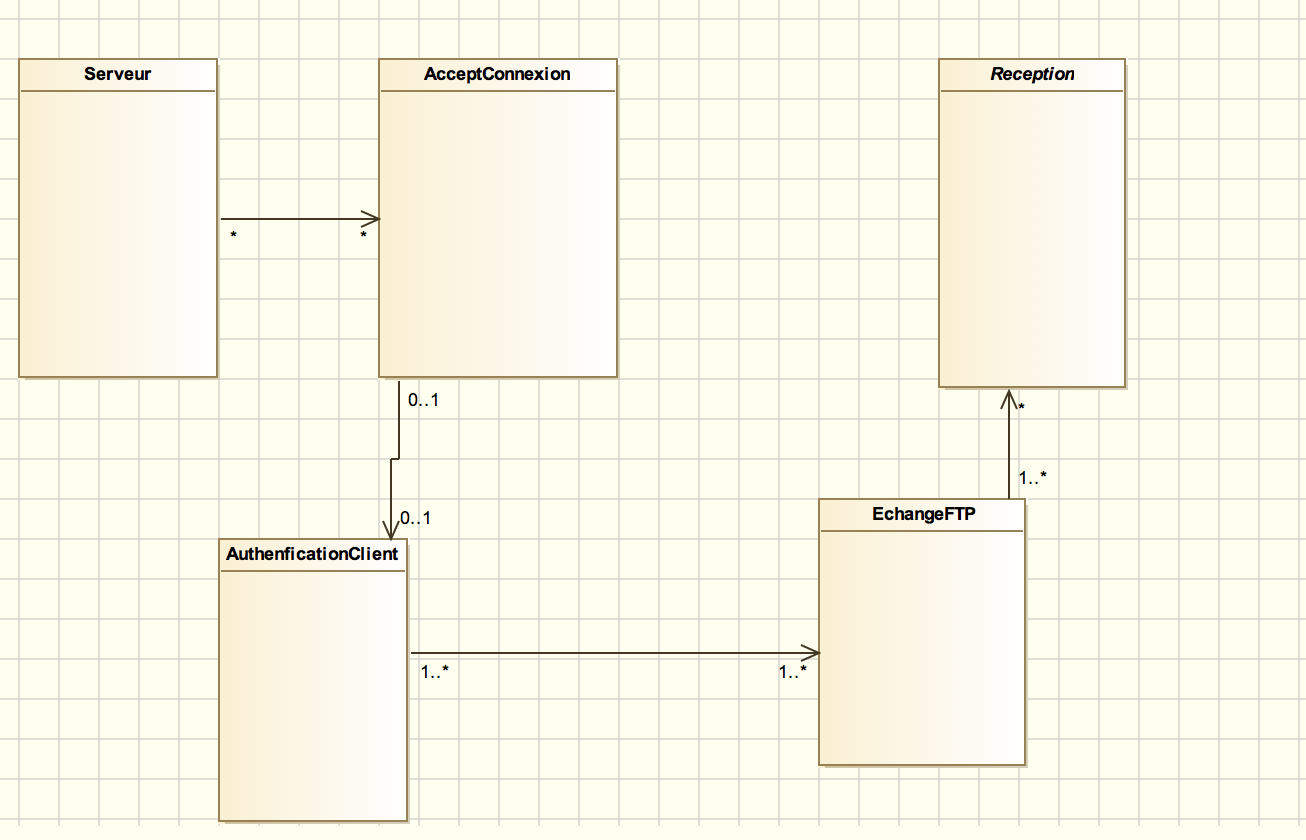 Serveur
AcceptConnexion
Reception
*
*
0..1
*
1..*
0..1
EchangeFTP
AuthenficationClient
1..*
1..*